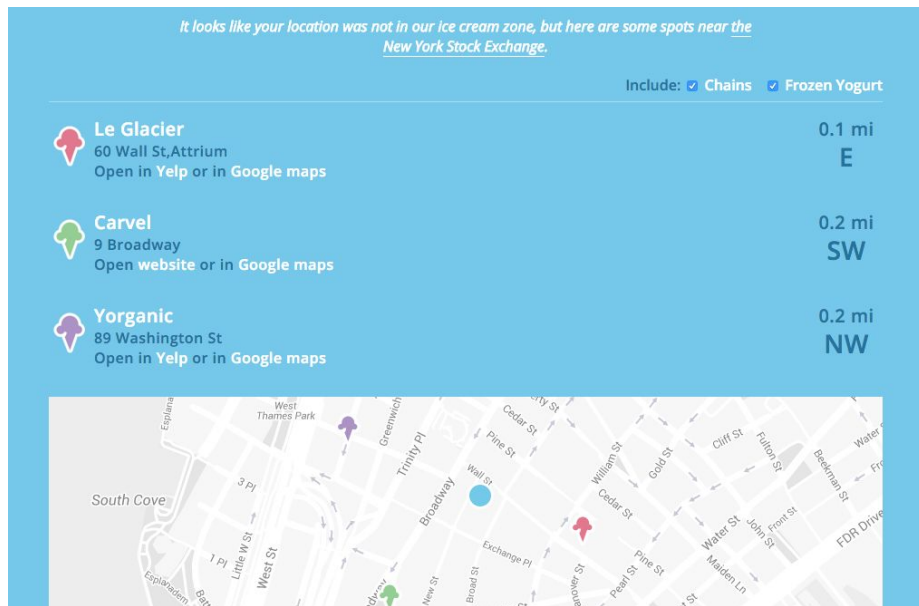 It looks like your location was not in our ice cream zone, but here are some spots near the
New York Stock Exchange.
Include: Chains Frozen Yogurt
Le Glacier
0.1 mi
60 Wall St,Attrium
E
Open in Yelp or in Google maps
Carvel
0.2 mi
9 Broadway
SW
Open website or in Google maps
Yorganic
0.2 mi
89 Washington St
NW
Open in Yelp or in Google maps
West
Thames Park
Esplana
Greenwich
Trinity Pl
Cedar St
rty St
Pine St
Wall St
Broadway
William St
Gold St
Cliff St
Fulton St
Beekman St
Water
Fro
South Cove
3 Pl
1 Pl
Little W St
West St
Esplanade
Batt
Exchange Pl
New St
Broad St
Cedar St
Pine St
Pearl St
Water St
John St
Front St
Maiden Ln
FDR Drive